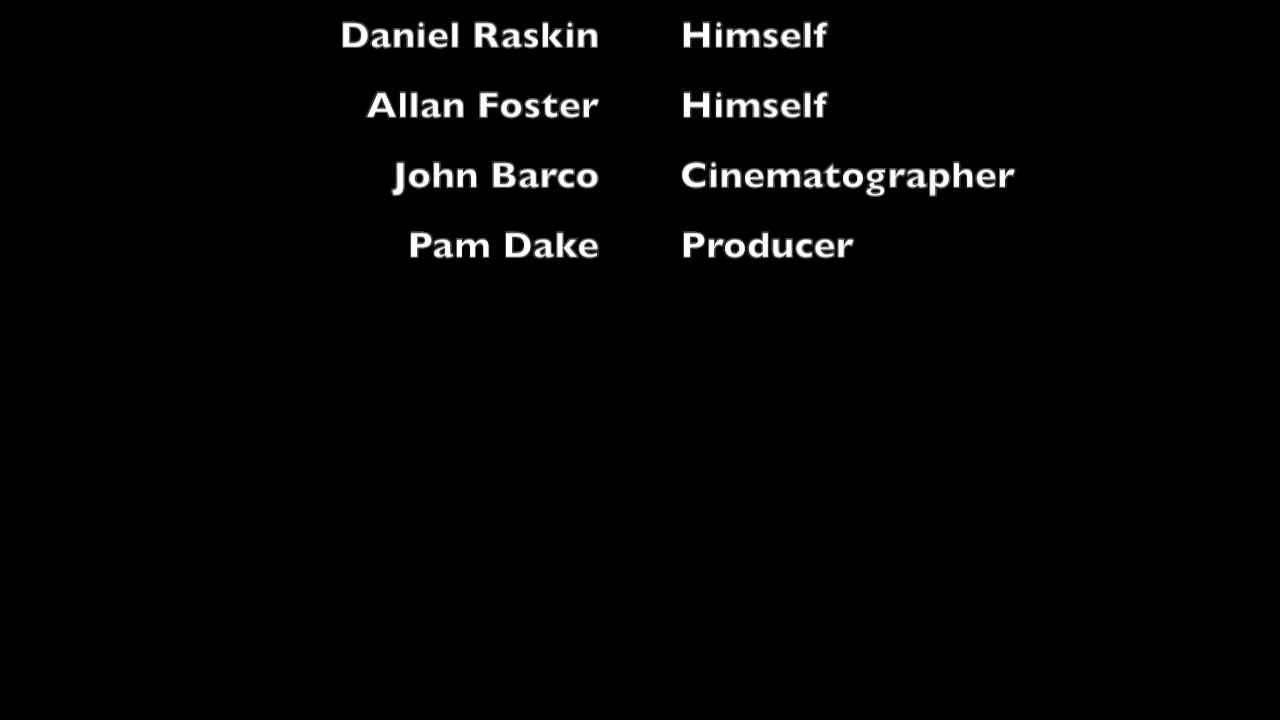 Daniel Raskin Himself
Allan Foster Himself
John Barco Cinematographer
Pam Dake Producer